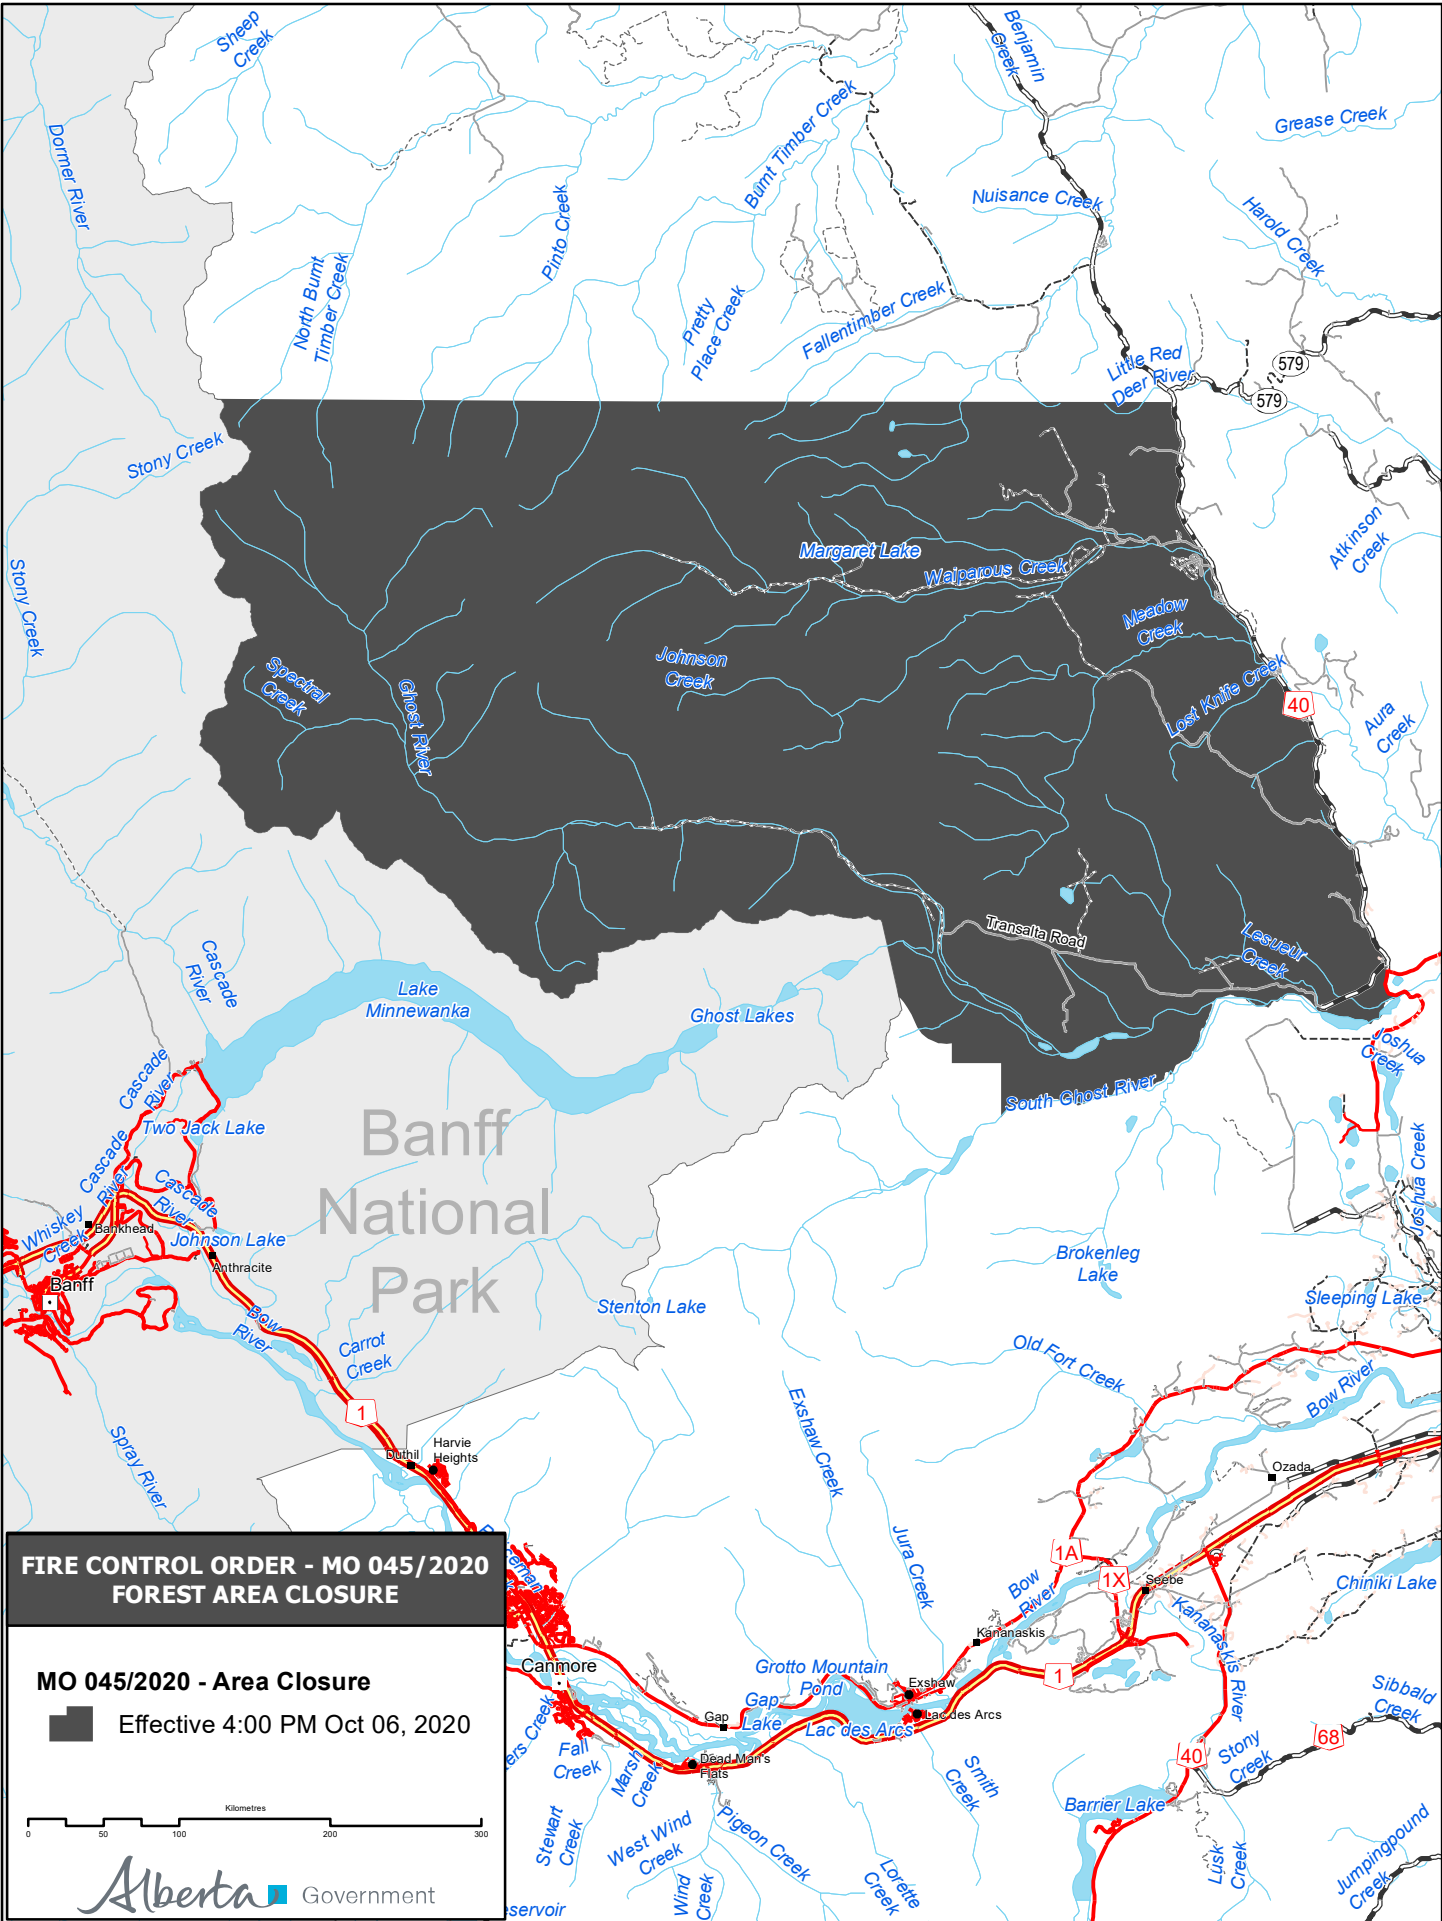 Sheep
Creek
Benjamin
Creek
Grease Creek
Dormer River
Burnt Timber Creek
Nuisance Creek
Harold Creek
Pinto Creek
North Burnt
Timber Creek
Pretty
Place Creek
Fallentimber Creek
Little Red
Deer River
579
579
Stony Creek
Atkinson
Creek
Stony Creek
Margaret Lake
Waiparous Creek
Meadow
Creek
Johnson
Creek
Spectral
Creek
Ghost River
Lost Knife Creek
40
Aura
Creek
Transalta Road
Lesueur
Creek
Cascade
River
Lake
Minnewanka
Ghost Lakes
Joshua
Creek
South Ghost River
Cascade
River
Two Jack Lake
Banff
National
Park
Cascade
River
Cascade
River
Joshua Creek
Whiskey
Creek
Bankhead
Johnson Lake
Anthracite
Banff
Brokenleg
Lake
Sleeping Lake
Stenton Lake
Bow
River
Carrot
Creek
Old Fort Creek
Bow River
1
Exshaw Creek
Spray River
Duthil
Harvie
Heights
Ozada
Jura Creek
1A
1X
Seebe
Chiniki Lake
Bow
River
Kananaskis River
Kananaskis
FIRE CONTROL ORDER - MO 045/2020
FOREST AREA CLOSURE
MO 045/2020 - Area Closure
Effective 4:00 PM Oct 06, 2020
Kilometres
0 50 100 200 300
Alberta Government
Canmore
Grotto Mountain
Pond
Exshaw
1
Gap
Gap
Lake
Lac des Arcs
Lac des Arcs
Sibbald
Creek
68
40
Stony
Creek
ers Creek
Fall
Creek
Marsh
Creek
Dead Man's
Flats
Smith
Creek
Barrier Lake
Stewart
Creek
West Wind
Creek
Pigeon Creek
Wind
Creek
Lorette
Creek
Lusk
Creek
Jumpingpound
Creek
eservoir